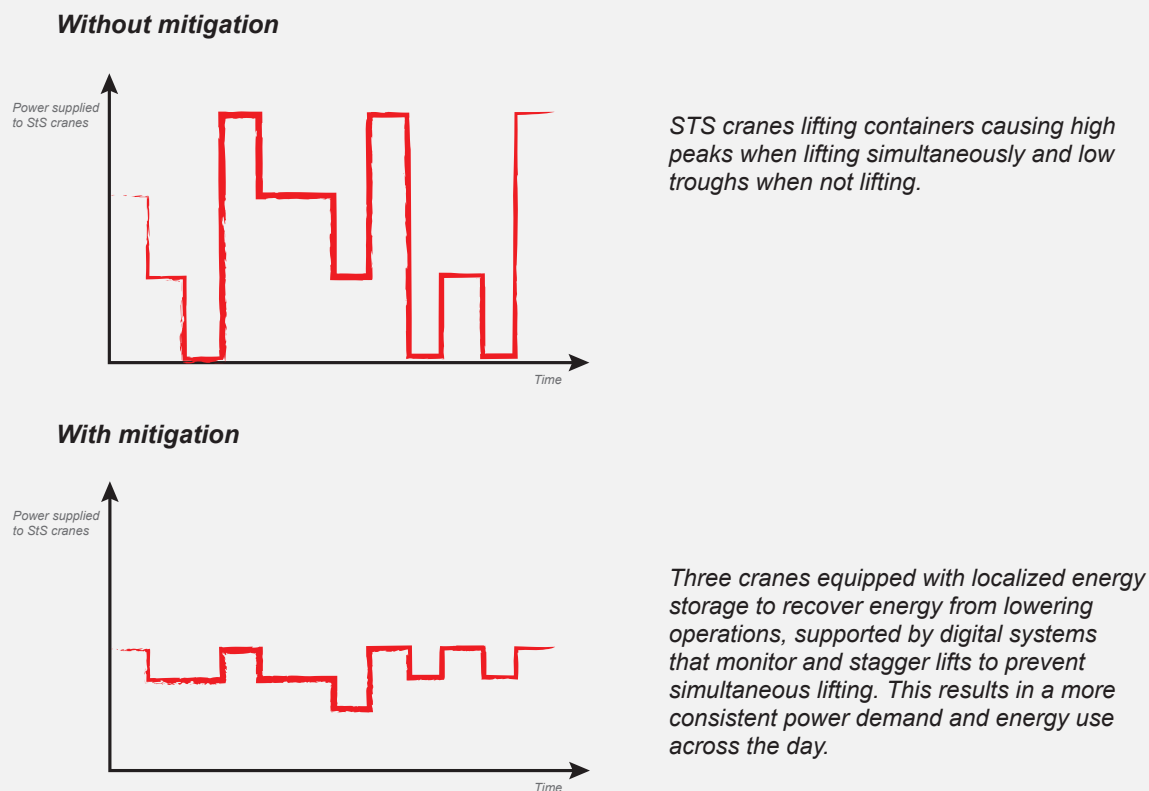 Without mitigation
Power supplied
to StS cranes
STS cranes lifting containers causing high
peaks when lifting simultaneously and low
troughs when not lifting.
Time
With mitigation
Power supplied
to StS cranes
Three cranes equipped with localized energy
storage to recover energy from lowering
operations, supported by digital systems
that monitor and stagger lifts to prevent
simultaneous lifting. This results in a more
consistent power demand and energy use
across the day.
Time